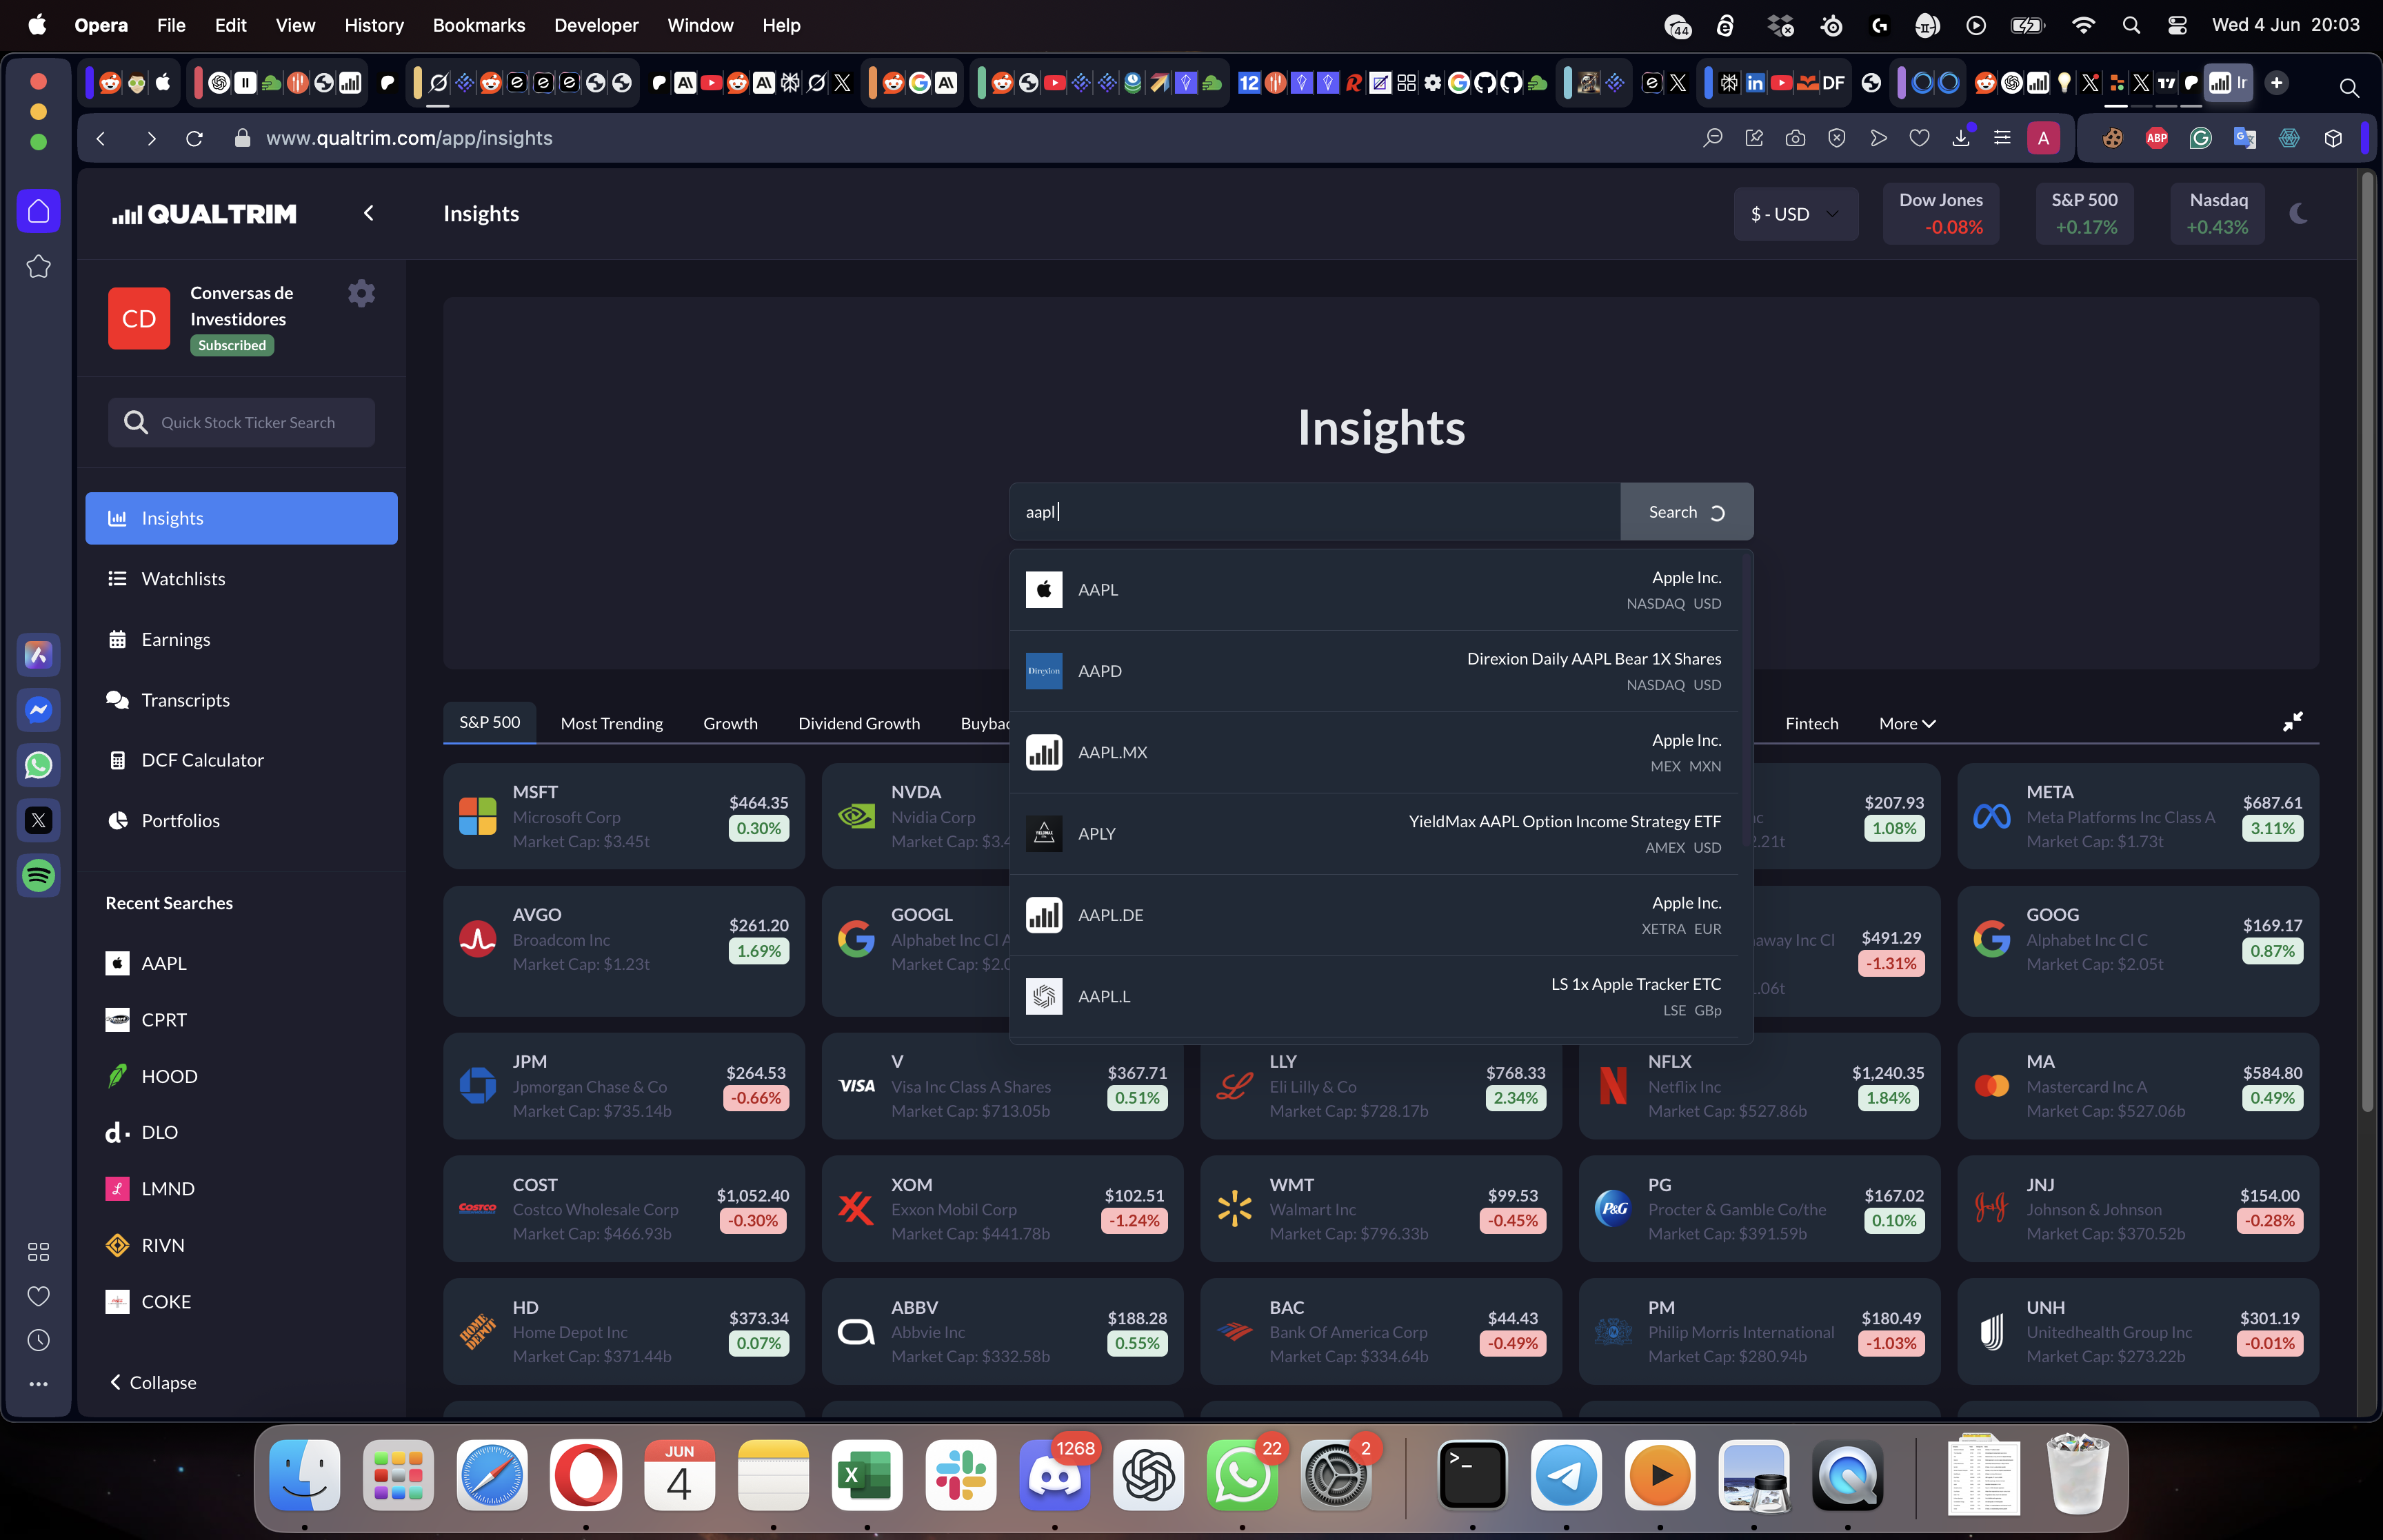 Opera File Edit View History Bookmarks Developer Window Help
44
Wed 4 Jun 20:03
12
DF
Ir
www.qualtrim.com/app/insights
A
ABP
QUALTRIM
Insights
$ - USD
Dow Jones
-0.08%
S&P 500
+0.17%
Nasdaq
+0.43%
CD
Conversas de
Investidores
Subscribed
Quick Stock Ticker Search
Insights
Watchlists
Earnings
Transcripts
DCF Calculator
Portfolios
Recent Searches
AAPL
CPRT
HOOD
DLO
LMND
RIVN
COKE
Collapse
Insights
aapl
Search
AAPL
Apple Inc.
NASDAQ USD
Direxion
AAPD
Direxion Daily AAPL Bear 1X Shares
NASDAQ USD
AAPL.MX
Apple Inc.
MEX MXN
APLY
YieldMax AAPL Option Income Strategy ETF
AMEX USD
AAPL.DE
Apple Inc.
XETRA EUR
AAPL.L
LS 1x Apple Tracker ETC
LSE GBp
S&P 500 Most Trending Growth Dividend Growth Buybac Fintech More
MSFT
Microsoft Corp
Market Cap: $3.45t
$464.35
0.30%
NVDA
Nvidia Corp
Market Cap: $3.4
$207.93
1.08%
.21t
META
Meta Platforms Inc Class A
Market Cap: $1.73t
$687.61
3.11%
AVGO
Broadcom Inc
Market Cap: $1.23t
$261.20
1.69%
GOOGL
Alphabet Inc Cl A
Market Cap: $2.0
away Inc Cl
.06t
$491.29
-1.31%
GOOG
Alphabet Inc Cl C
Market Cap: $2.05t
$169.17
0.87%
JPM
Jpmorgan Chase & Co
Market Cap: $735.14b
$264.53
-0.66%
VISA
V
Visa Inc Class A Shares
Market Cap: $713.05b
$367.71
0.51%
LLY
Eli Lilly & Co
Market Cap: $728.17b
$768.33
2.34%
NFLX
Netflix Inc
Market Cap: $527.86b
$1,240.35
1.84%
MA
Mastercard Inc A
Market Cap: $527.06b
$584.80
0.49%
COSTCO
COST
Costco Wholesale Corp
Market Cap: $466.93b
$1,052.40
-0.30%
XOM
Exxon Mobil Corp
Market Cap: $441.78b
$102.51
-1.24%
WMT
Walmart Inc
Market Cap: $796.33b
$99.53
-0.45%
P&G
PG
Procter & Gamble Co/the
Market Cap: $391.59b
$167.02
0.10%
JNJ
Johnson & Johnson
Market Cap: $370.52b
$154.00
-0.28%
HD
Home Depot Inc
Market Cap: $371.44b
$373.34
0.07%
ABBV
Abbvie Inc
Market Cap: $332.58b
$188.28
0.55%
BAC
Bank Of America Corp
Market Cap: $334.64b
$44.43
-0.49%
PM
Philip Morris International
Market Cap: $280.94b
$180.49
-1.03%
UNH
Unitedhealth Group Inc
Market Cap: $273.22b
$301.19
-0.01%
JUN
4
1268
22
2